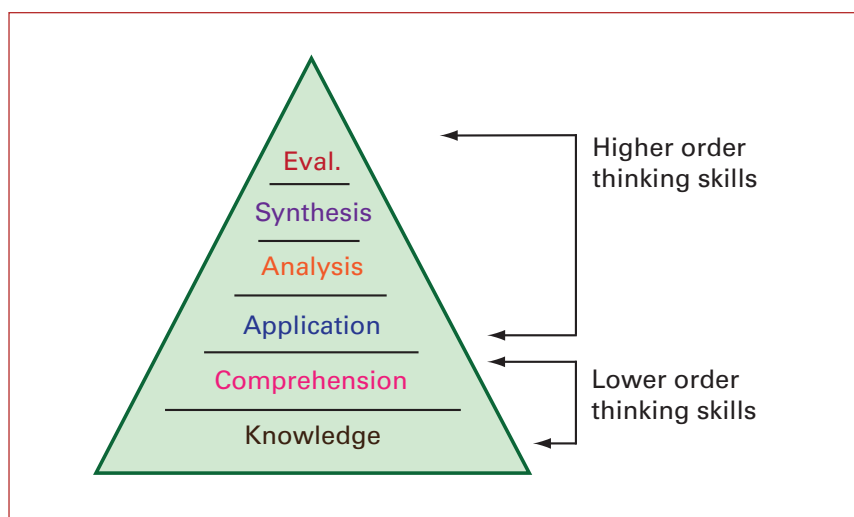 Eval.
Synthesis
Analysis
Application
Comprehension
Knowledge
Higher order
thinking skills
Lower order
thinking skills